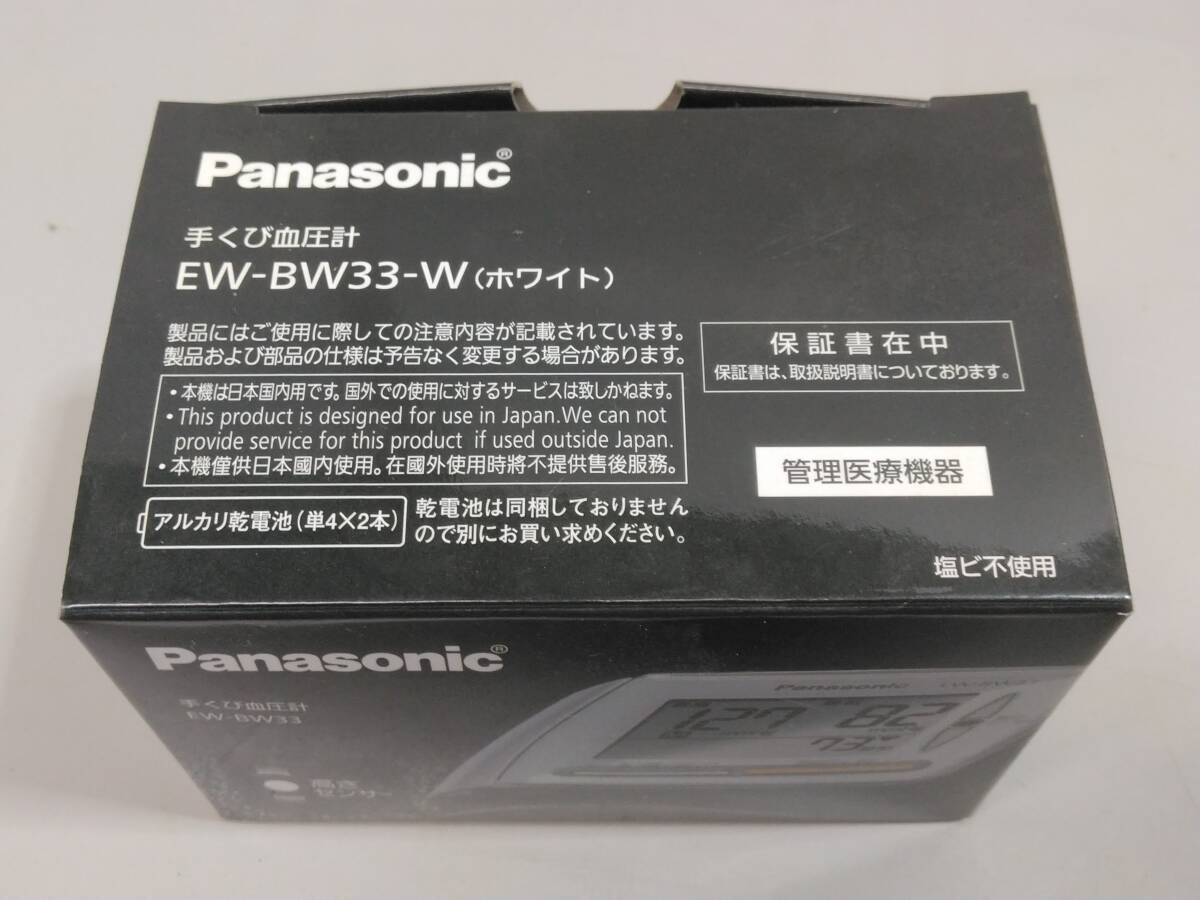 Panasonic®
手くび血圧計
EW-BW33-W(ホワイト)
製品にはご使用に際しての注意内容が記載されています。
製品および部品の仕様は予告なく変更する場合があります。
・本機は日本国内用です。国外での使用に対するサービスは致しかねます。
・This product is designed for use in Japan.We can not
provide service for this product if used outside Japan.
・本機僅供日本國内使用。在國外使用時將不提供售後服務。
アルカリ乾電池(単4×2本)
乾電池は同梱しておりません
ので別にお買い求めください。
保証書在中
保証書は、取扱説明書についております。
管理医療機器
塩ビ不使用
Panasonic®
手くび血圧計
EW-BW33
高さ
センサー
Panasonic
127
82
73